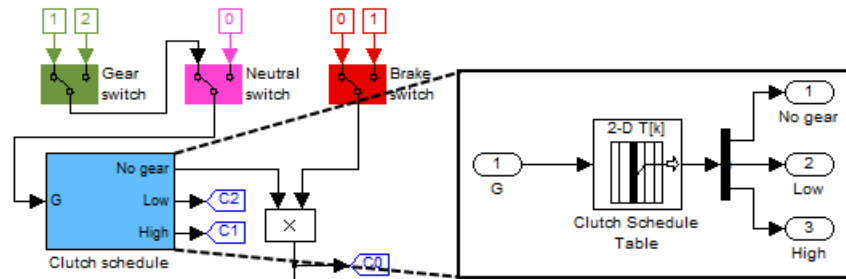 1 2
0
0 1
Gear
switch
Neutral
switch
Brake
switch
G
No gear
Low
High
Clutch schedule
C2
C1
×
C0
1
G
2-D T[k]
Clutch Schedule
Table
1
No gear
2
Low
3
High